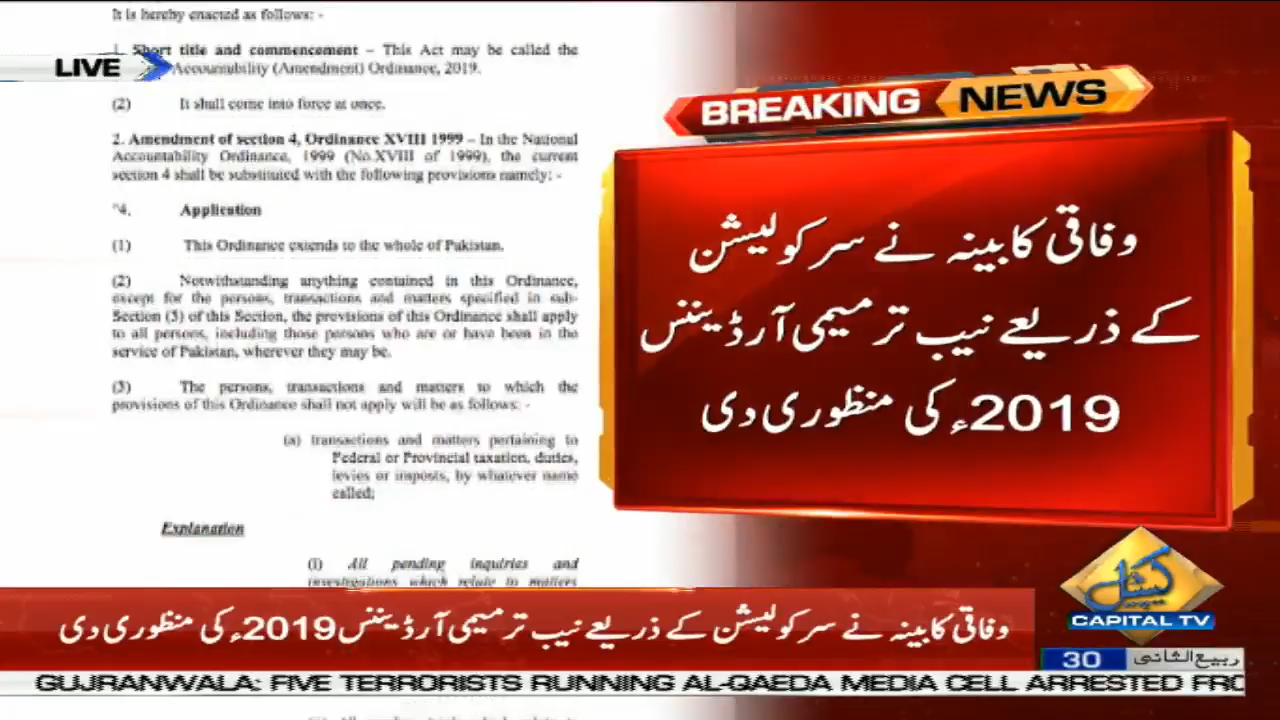 It is hereby enacted as follows: -
1. Short title and commencement – This Act may be called the
Accountability (Amendment) Ordinance, 2019.
LIVE
(2) It shall come into force at once.
2. Amendment of section 4, Ordinance XVIII 1999 – In the National
Accountability Ordinance, 1999 (No.XVIII of 1999), the current
section 4 shall be substituted with the following provisions namely: -
"4. Application
(1) This Ordinance extends to the whole of Pakistan.
(2) Notwithstanding anything contained in this Ordinance,
except for the persons, transactions and matters specified in sub-
Section (3) of this Section, the provisions of this Ordinance shall apply
to all persons, including those persons who are or have been in the
service of Pakistan, wherever they may be.
(3) The persons, transactions and matters to which the
provisions of this Ordinance shall not apply will be as follows: -
(a) transactions and matters pertaining to
Federal or Provincial taxation, duties,
levies or imposts, by whatever name
called;
Explanation
(i) All pending inquiries and
investigations which relate to matters
BREAKING NEWS
وفاقی کابینہ نے سرکولیشن
کے ذریعے نیب ترمیمی آرڈیننس
2019ء کی منظوری دی
کیپیٹل
CAPITAL TV
وفاقی کابینہ نے سرکولیشن کے ذریعے نیب ترمیمی آرڈیننس 2019ء کی منظوری دی
30 ربیع الثانی
GUJRANWALA: FIVE TERRORISTS RUNNING AL-QAEDA MEDIA CELL ARRESTED FRO